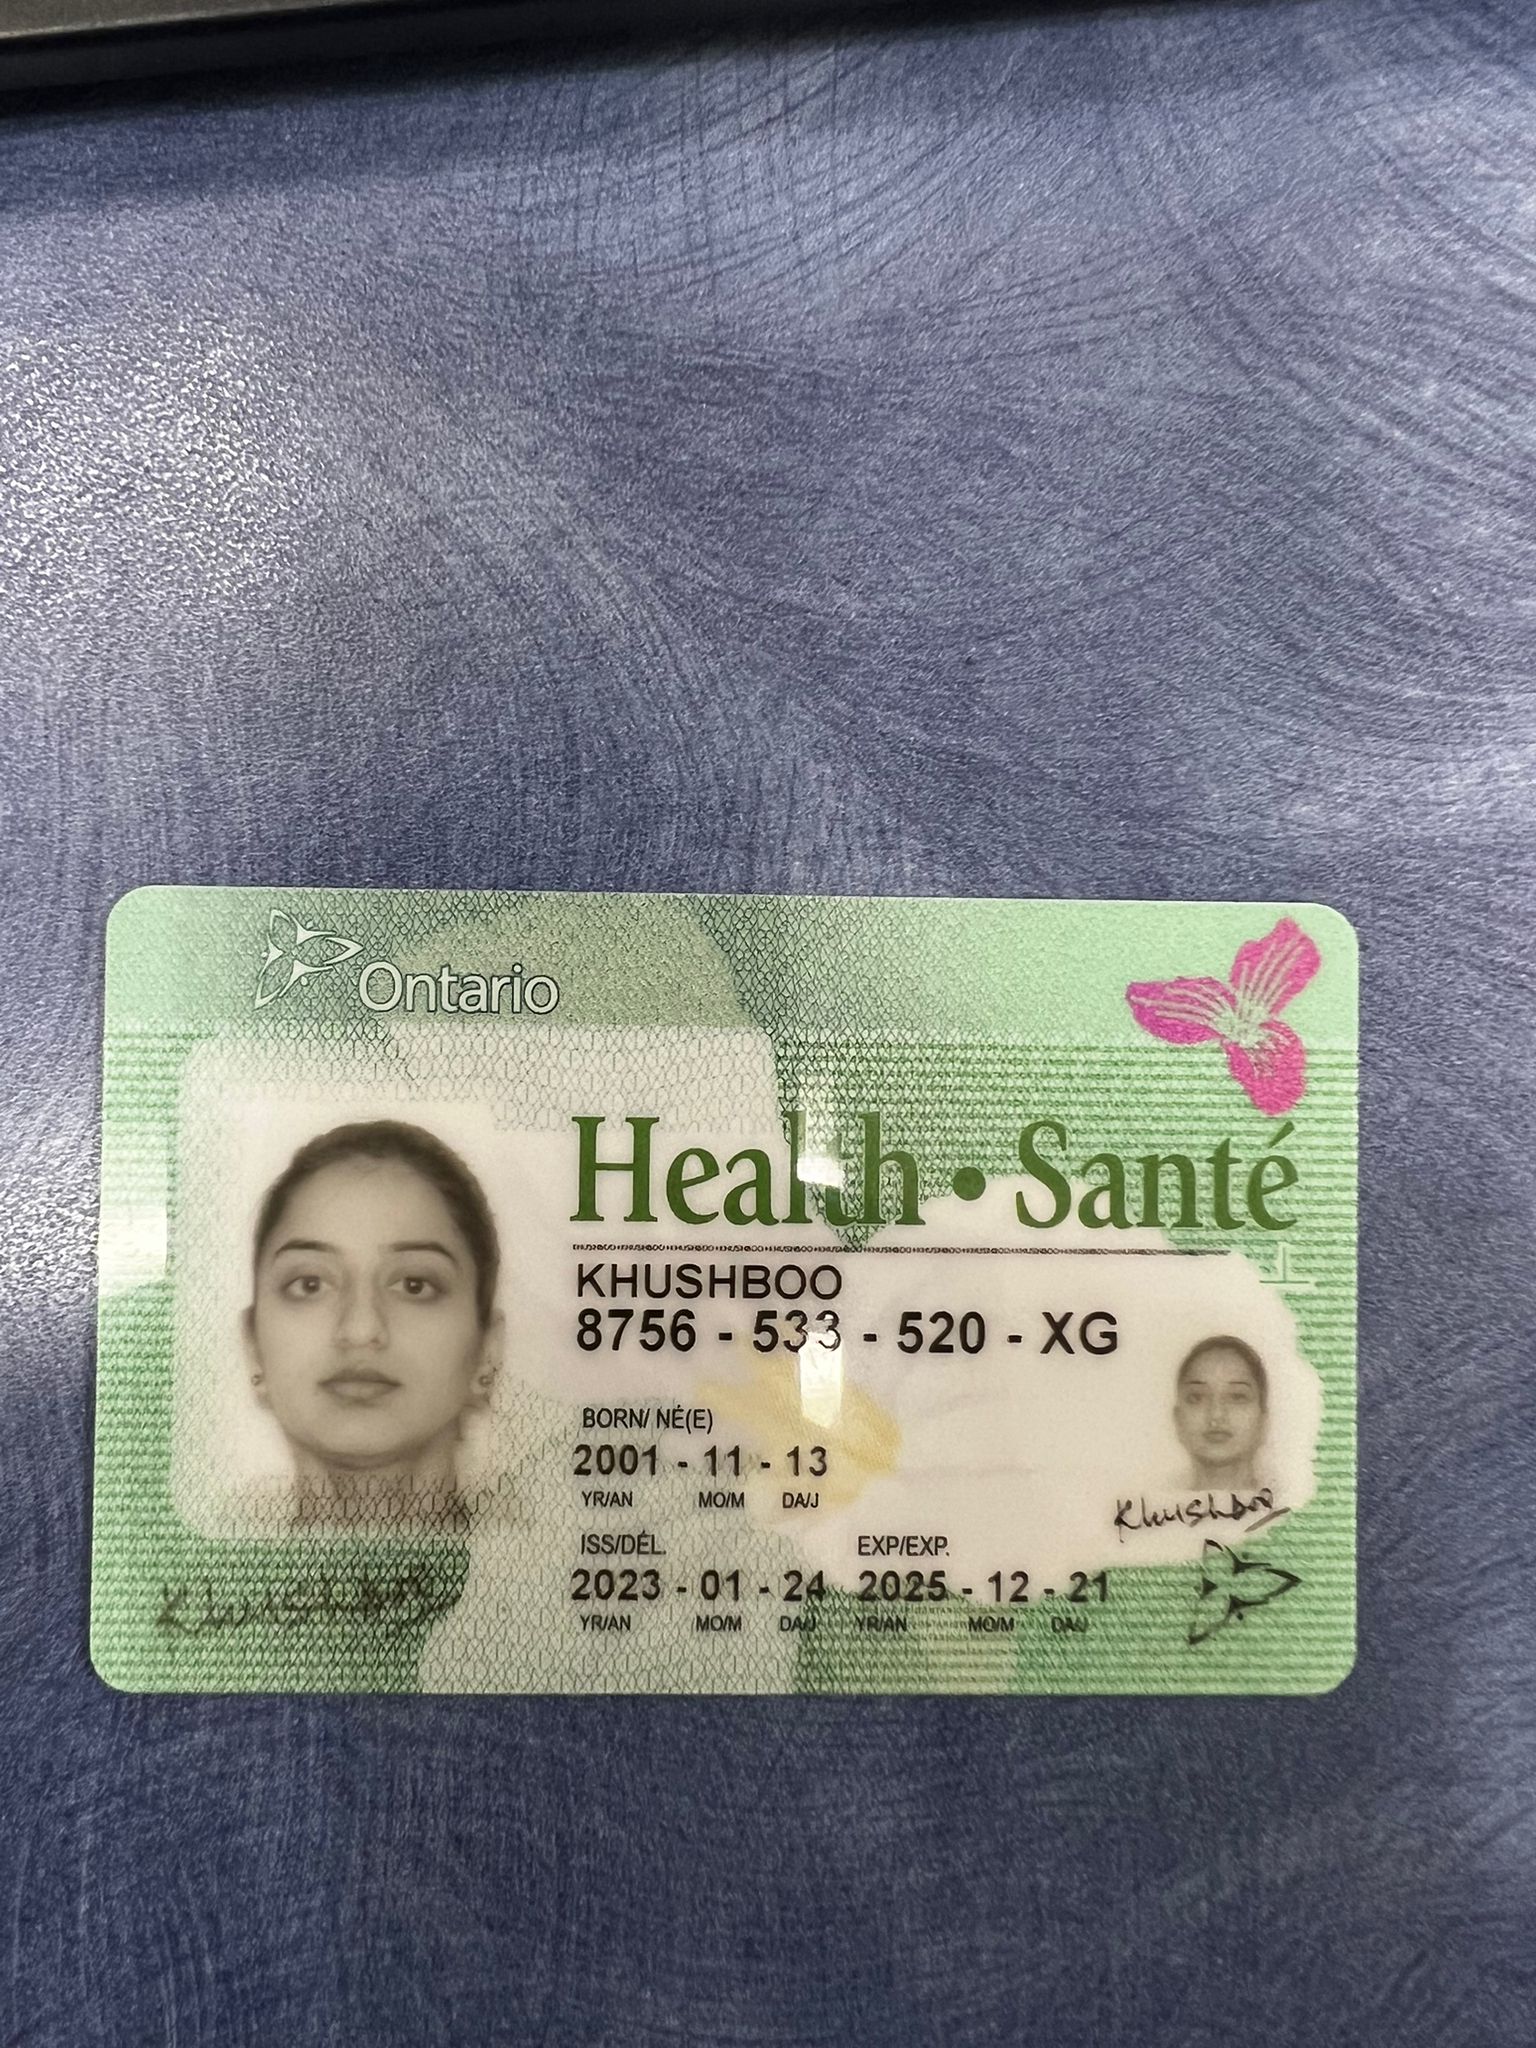 Ontario
Health • Santé
KHUSHBOO
8756 - 533 - 520 - XG
BORN/ NÉ(E)
2001 - 11 - 13
YR/AN MO/M DA/J
ISS/DÉL. EXP/EXP.
2023 - 01 - 24 2025 - 12 - 21
YR/AN MO/M DA/J YR/AN MO/M DA/J
Khushboo
Khushboo